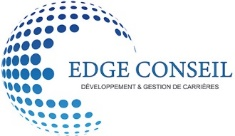 EDGE CONSEIL
DÉVELOPPEMENT & GESTION DE CARRIÈRES